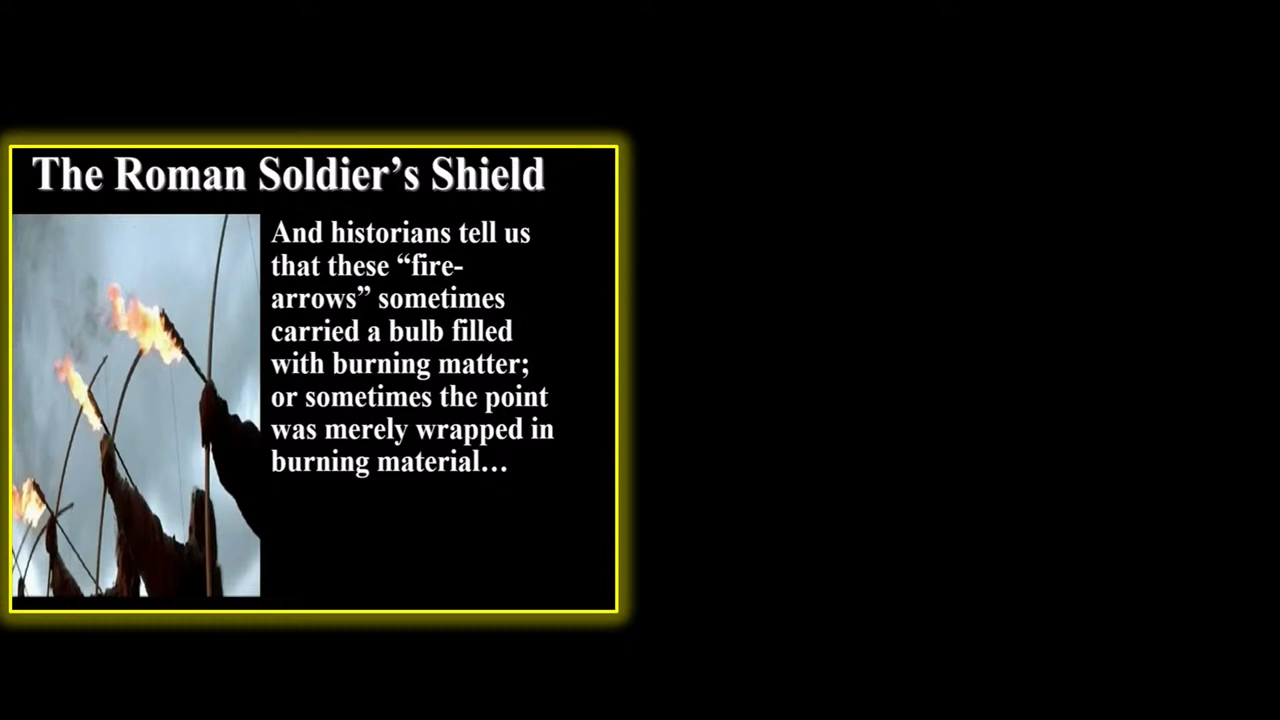 The Roman Soldier’s Shield
And historians tell us
that these “fire-
arrows” sometimes
carried a bulb filled
with burning matter;
or sometimes the point
was merely wrapped in
burning material…